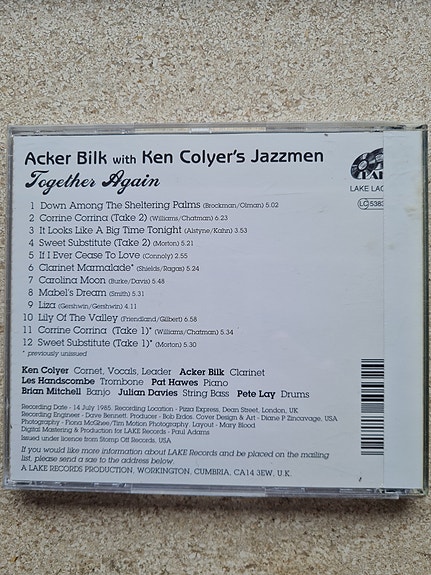 Acker Bilk with Ken Colyer's Jazzmen
Together Again
LAKE
LAKE LAC
LC 538
1 Down Among The Sheltering Palms (Brockman/Olman) 5.02
2 Corrine Corrina (Take 2) (Williams/Chatman) 6.23
3 It Looks Like A Big Time Tonight (Alstyne/Kahn) 3.53
4 Sweet Substitute (Take 2) (Morton) 5.21
5 If I Ever Cease To Love (Connoly) 2.55
6 Clarinet Marmalade* (Shields/Ragas) 5.24
7 Carolina Moon (Burke/Davis) 5.48
8 Mabel's Dream (Smith) 5.31
9 Liza (Gershwin/Gershwin) 4.11
10 Lily Of The Valley (Friendland/Gilbert) 6.58
11 Corrine Corrina (Take 1)* (Williams/Chatman) 5.34
12 Sweet Substitute (Take 1)* (Morton) 5.30
* previously unissued
Ken Colyer Cornet, Vocals, Leader Acker Bilk Clarinet
Les Handscombe Trombone Pat Hawes Piano
Brian Mitchell Banjo Julian Davies String Bass Pete Lay Drums
Recording Date - 14 July 1985. Recording Location - Pizza Express, Dean Street, London, UK
Recording Engineer - Dave Bennett. Producer - Bob Erdos. Cover Design & Art - Diane P Zincavage, USA
Photography - Fiona McGhee/Tim Motion Photography. Layout - Mary Blood
Digital Mastering & Production for LAKE Records - Paul Adams
Issued under licence from Stomp Off Records, USA
If you would like more information about LAKE Records and be placed on the mailing
list, please send a sae to the address below.
A LAKE RECORDS PRODUCTION, WORKINGTON, CUMBRIA, CA14 3EW, U.K.